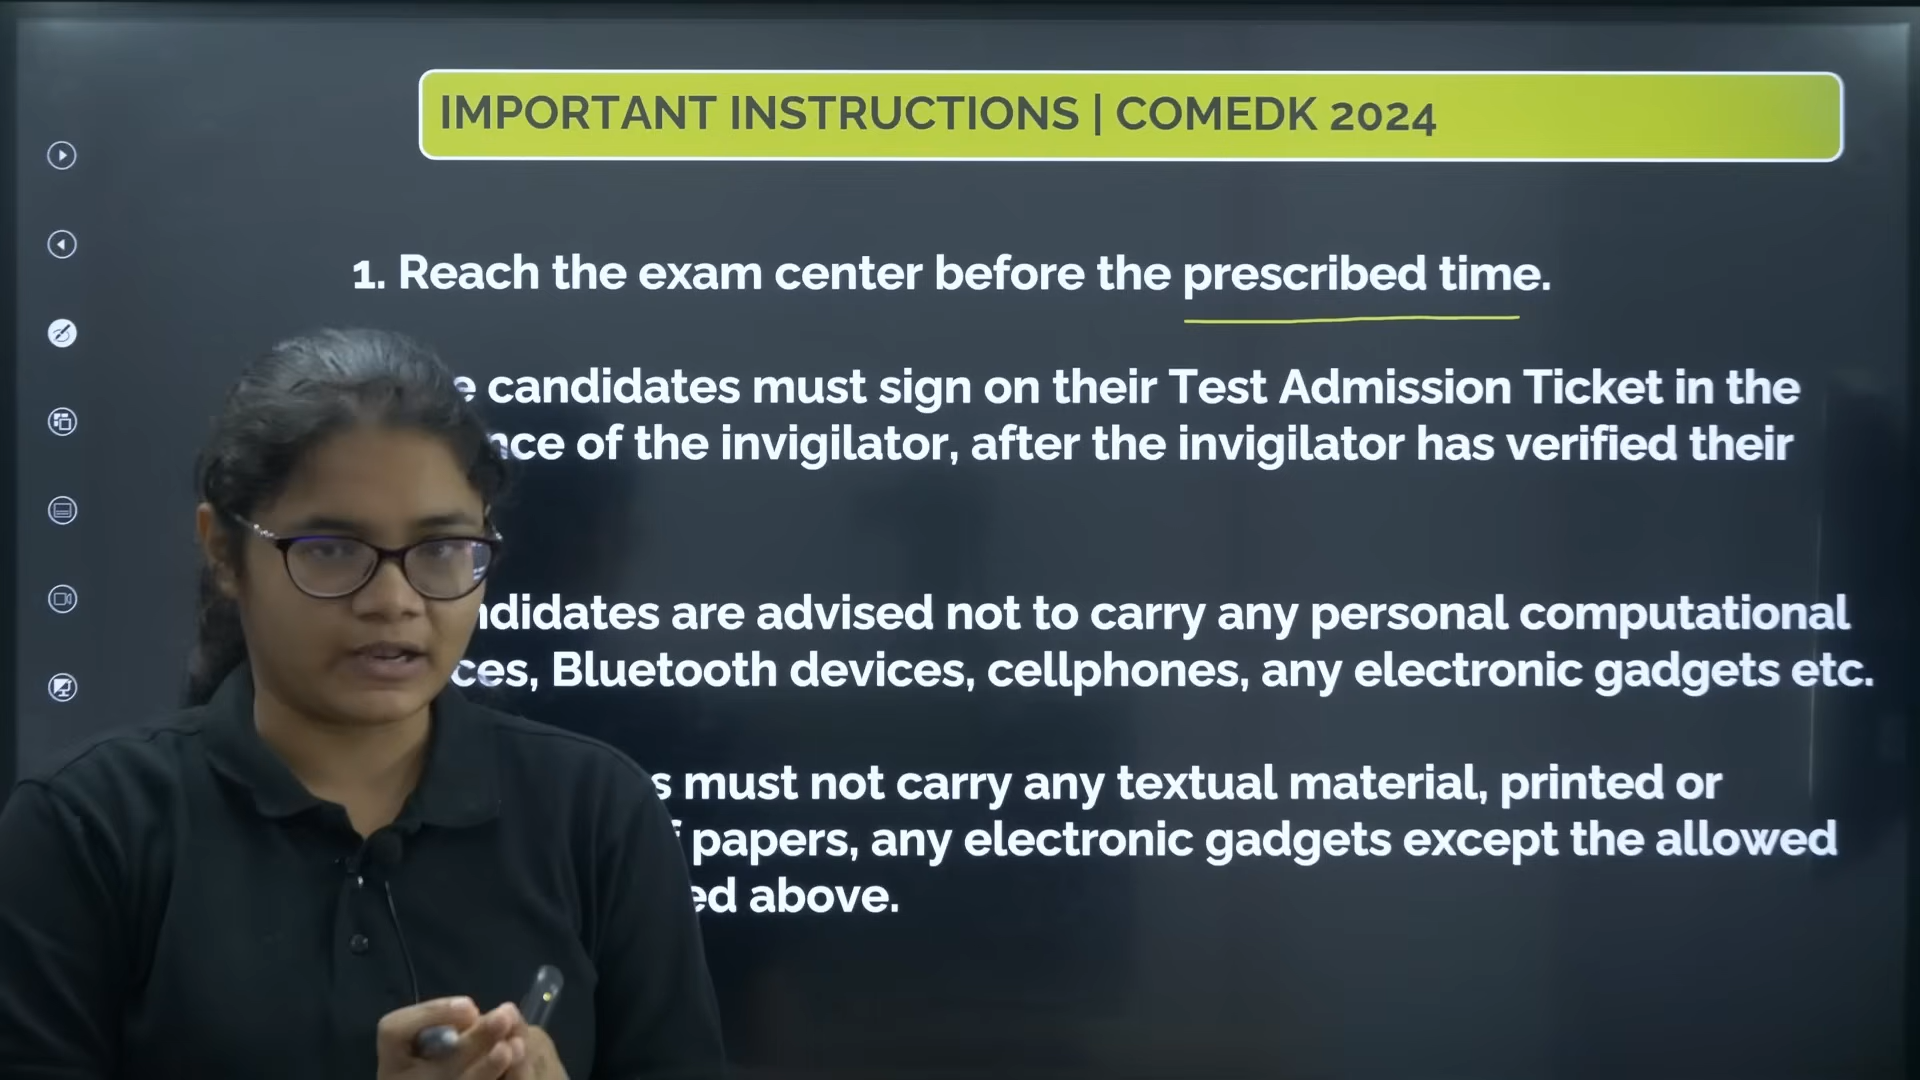 IMPORTANT INSTRUCTIONS | COMEDK 2024
1. Reach the exam center before the prescribed time.
candidates must sign on their Test Admission Ticket in the
of the invigilator, after the invigilator has verified their
are advised not to carry any personal computational
Bluetooth devices, cellphones, any electronic gadgets etc.
must not carry any textual material, printed or
papers, any electronic gadgets except the allowed
above.